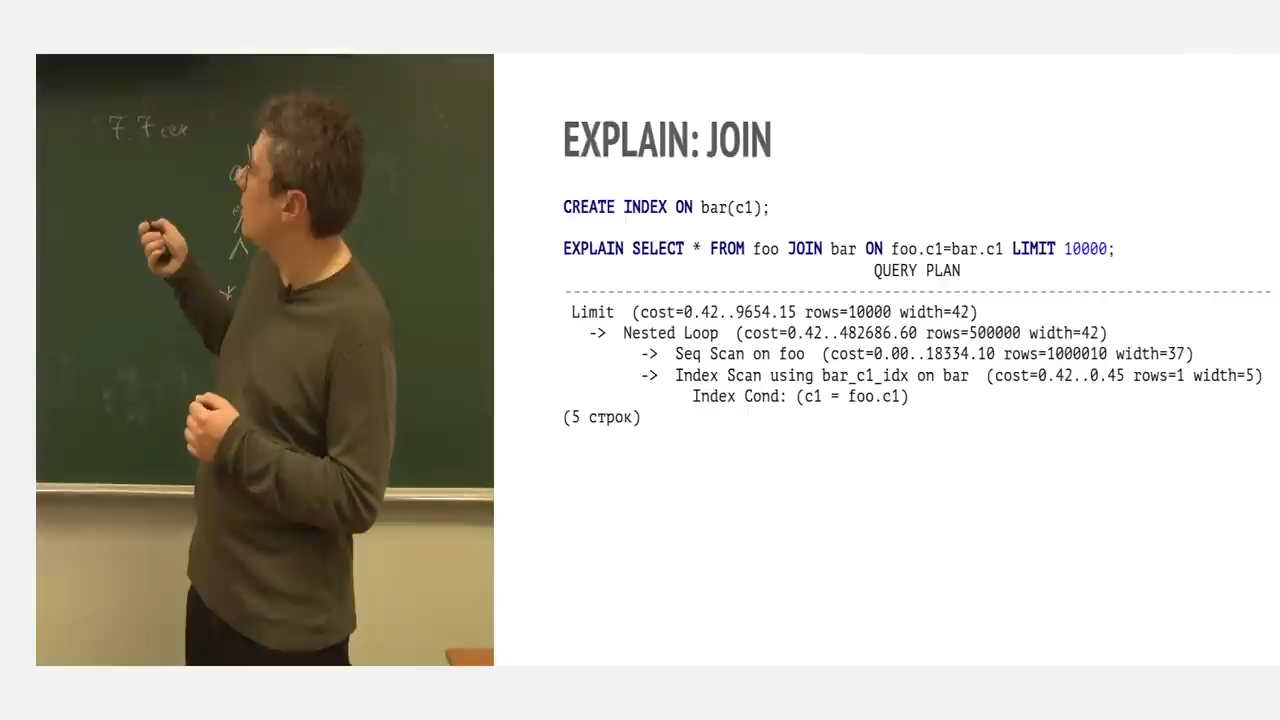 7.7 сек
EXPLAIN: JOIN
CREATE INDEX ON bar(c1);
EXPLAIN SELECT * FROM foo JOIN bar ON foo.c1=bar.c1 LIMIT 10000;
QUERY PLAN
--------------------------------------------------------------------------------
Limit (cost=0.42..9654.15 rows=10000 width=42)
-> Nested Loop (cost=0.42..482686.60 rows=500000 width=42)
-> Seq Scan on foo (cost=0.00..18334.10 rows=1000010 width=37)
-> Index Scan using bar_c1_idx on bar (cost=0.42..0.45 rows=1 width=5)
Index Cond: (c1 = foo.c1)
(5 строк)